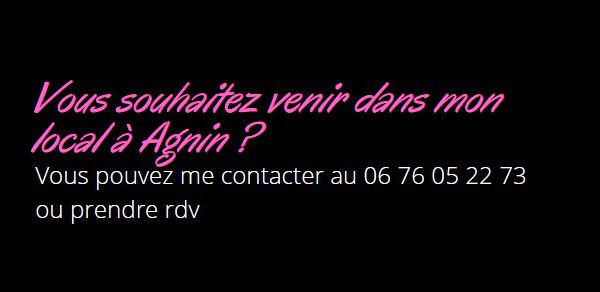 Vous souhaitez venir dans mon
local à Agnin ?
Vous pouvez me contacter au 06 76 05 22 73
ou prendre rdv